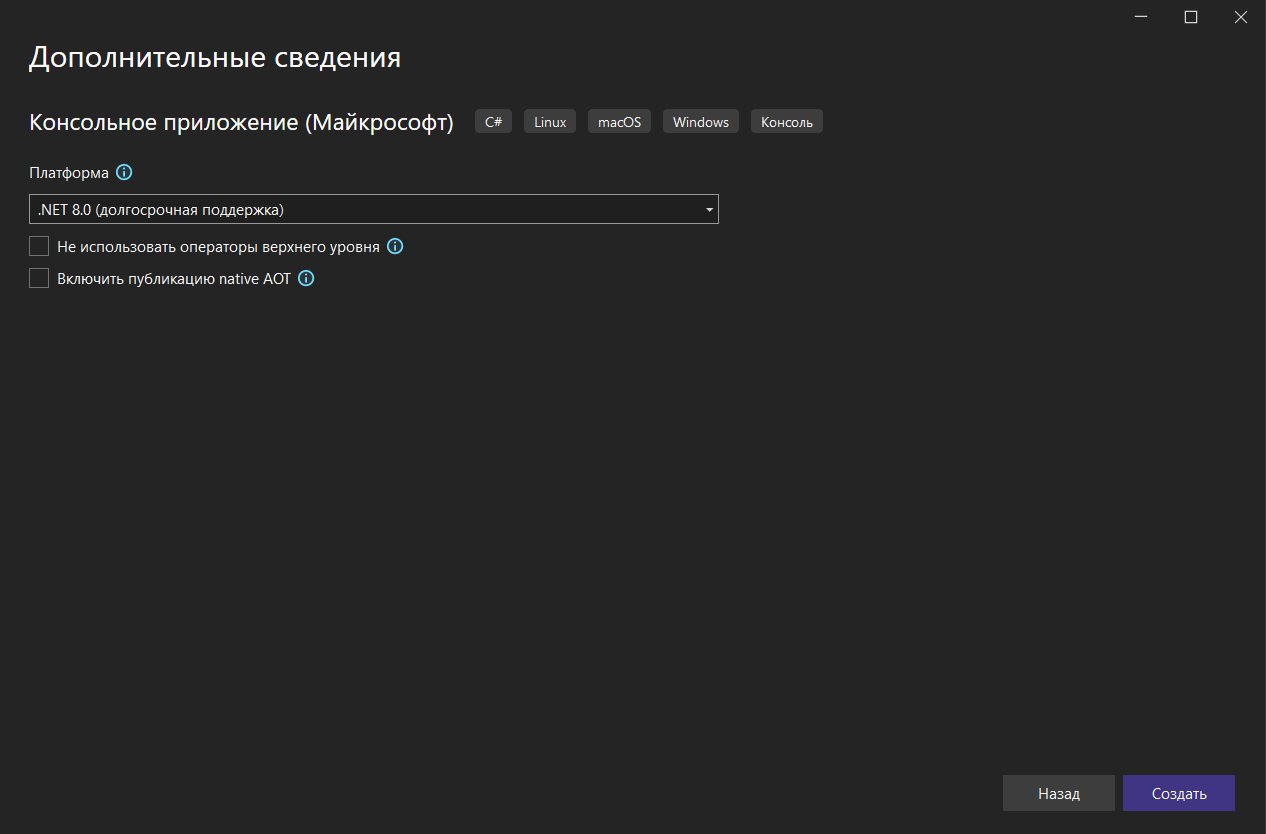 Дополнительные сведения
Консольное приложение (Майкрософт) C# Linux macOS Windows Консоль
Платформа
.NET 8.0 (долгосрочная поддержка)
Не использовать операторы верхнего уровня
Включить публикацию native AOT
Назад Создать